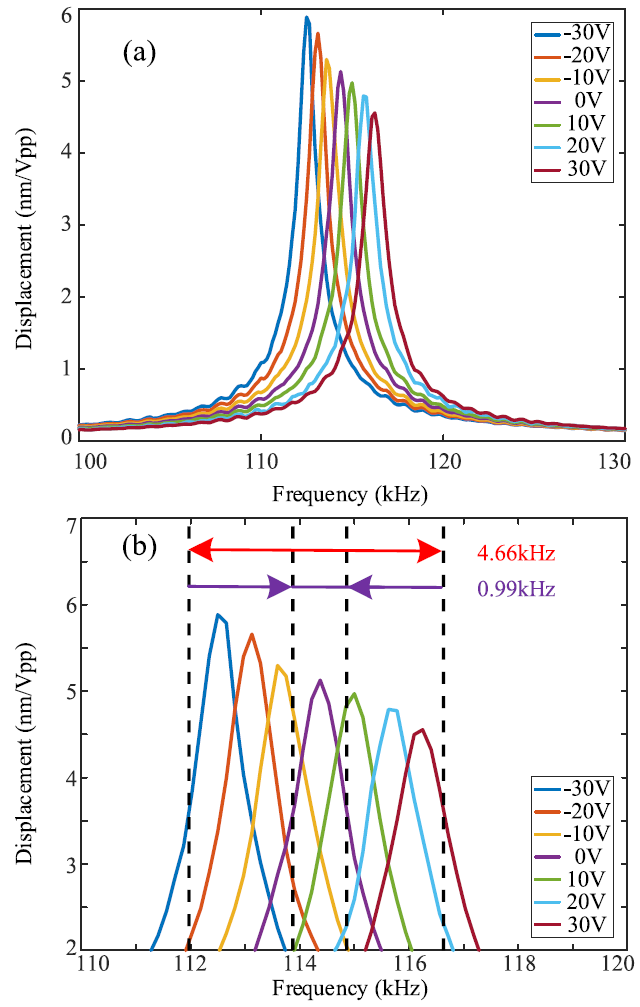 6
5
4
3
2
1
0
Displacement (nm/Vpp)
(a)
-30V
-20V
-10V
0V
10V
20V
30V
100
110
120
130
Frequency (kHz)
7
6
5
4
3
2
Displacement (nm/Vpp)
(b)
4.66kHz
0.99kHz
-30V
-20V
-10V
0V
10V
20V
30V
110
112
114
116
118
120
Frequency (kHz)